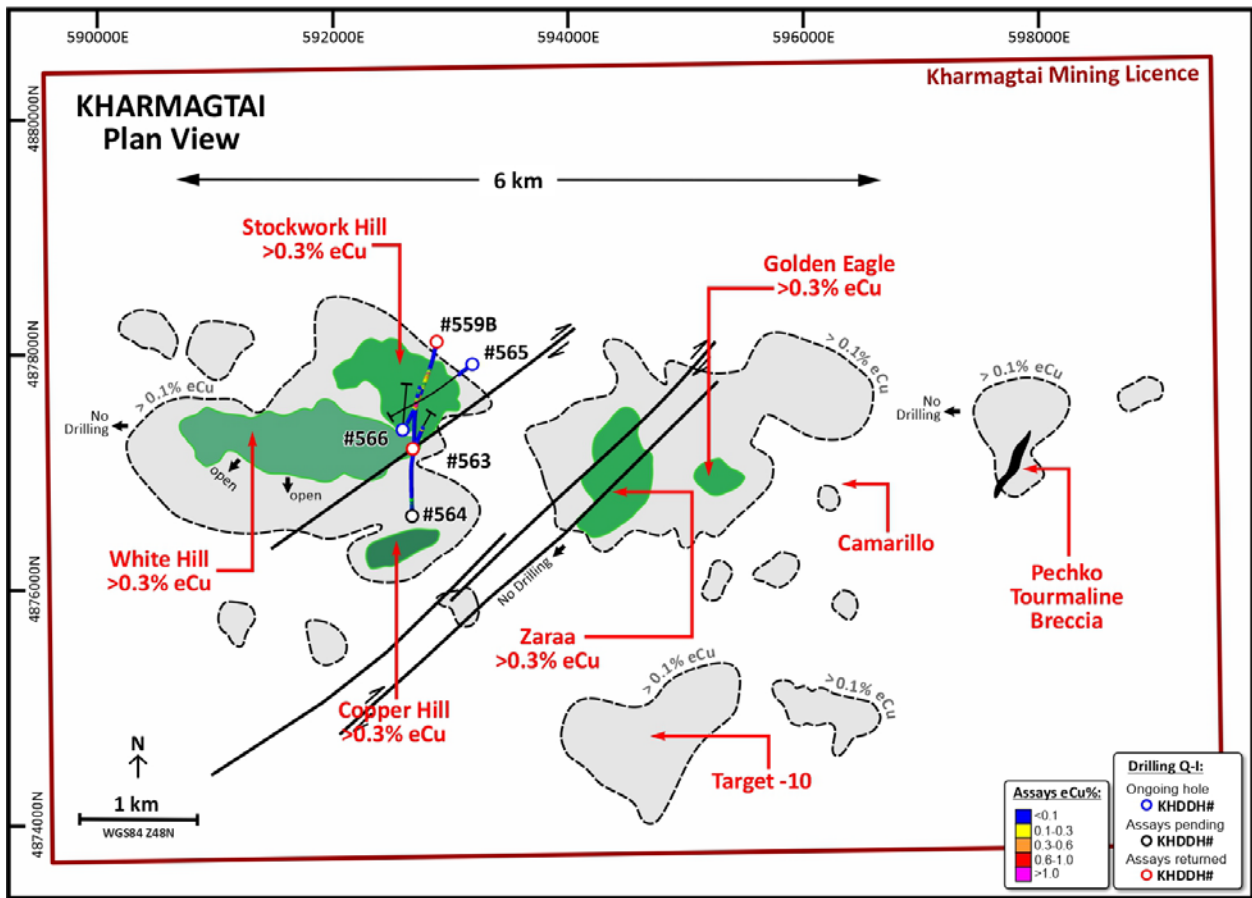 590000E
592000E
594000E
596000E
598000E
4880000N
4878000N
4876000N
4874000N
Kharmagtai Mining Licence
KHARMAGTAI
Plan View
6 km
Stockwork Hill
>0.3% eCu
Golden Eagle
>0.3% eCu
#559B
#565
> 0.1% eCu
> 0.1% eCu
> 0.1% eCu
No
Drilling
No
Drilling
#566
#563
open
open
#564
Camarillo
White Hill
>0.3% eCu
No Drilling
Pechko
Tourmaline
Breccia
Zaraa
>0.3% eCu
> 0.1% eCu
>0.1% eCu
Copper Hill
>0.3% eCu
Target -10
N
1 km
WGS84 Z48N
Assays eCu%:
<0.1
0.1-0.3
0.3-0.6
0.6-1.0
>1.0
Drilling Q-I:
Ongoing hole
KHDDH#
Assays pending
KHDDH#
Assays returned
KHDDH#